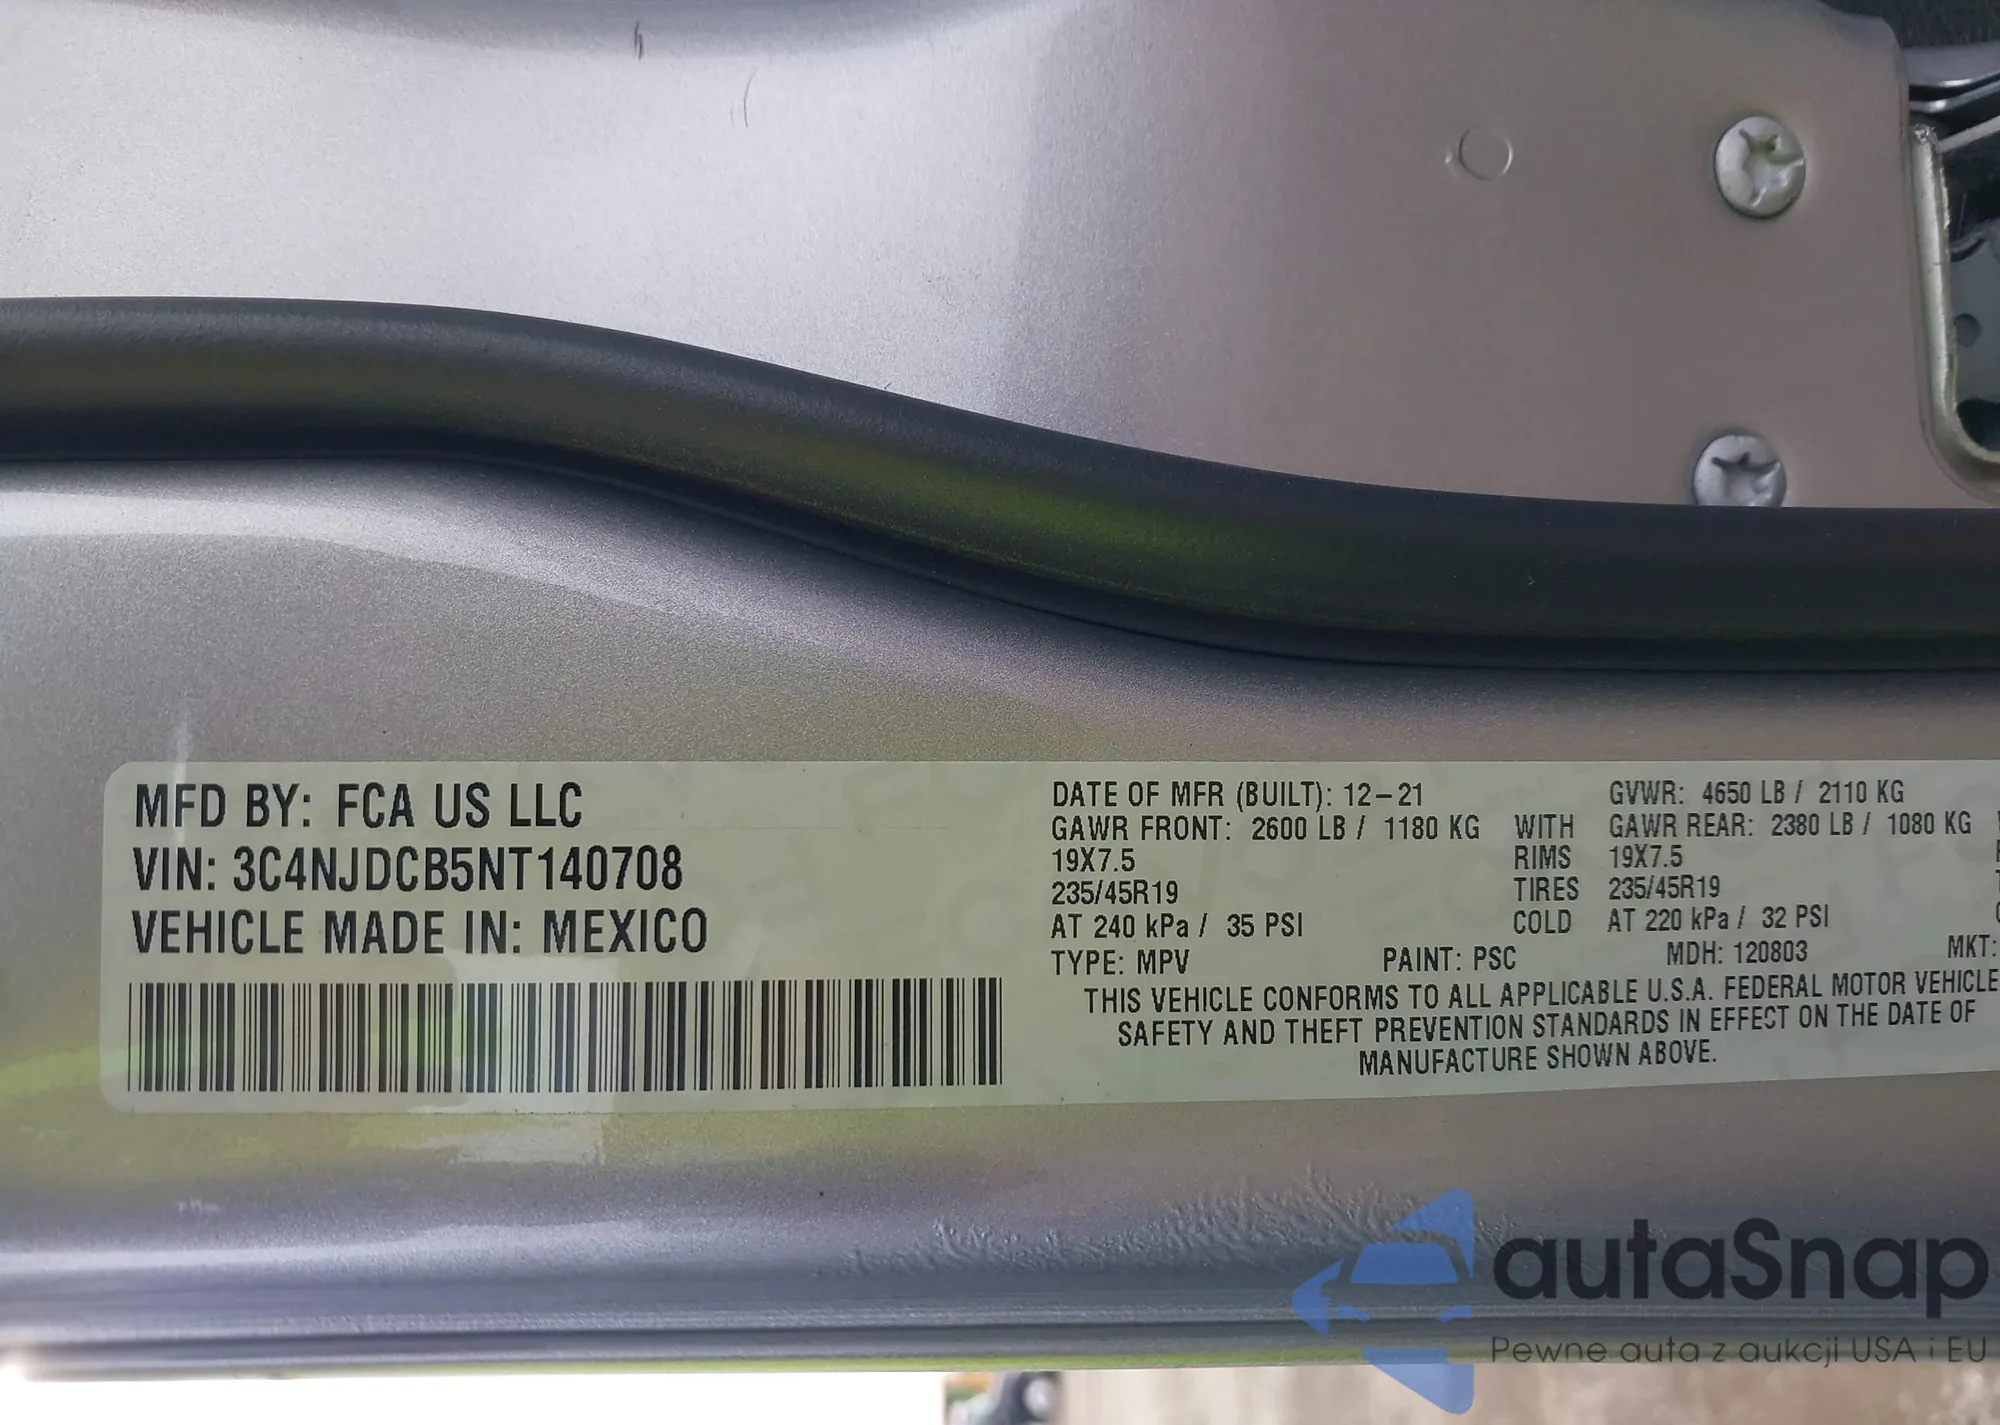 MFD BY: FCA US LLC
VIN: 3C4NJDCB5NT140708
VEHICLE MADE IN: MEXICO
DATE OF MFR (BUILT): 12-21 GVWR: 4650 LB / 2110 KG
GAWR FRONT: 2600 LB / 1180 KG WITH GAWR REAR: 2380 LB / 1080 KG
19X7.5 RIMS 19X7.5
235/45R19 TIRES 235/45R19
AT 240 kPa / 35 PSI COLD AT 220 kPa / 32 PSI
TYPE: MPV PAINT: PSC MDH: 120803 MKT:
THIS VEHICLE CONFORMS TO ALL APPLICABLE U.S.A. FEDERAL MOTOR VEHICLE
SAFETY AND THEFT PREVENTION STANDARDS IN EFFECT ON THE DATE OF
MANUFACTURE SHOWN ABOVE.
autaSnap
Pewne auta z aukcji USA i EU